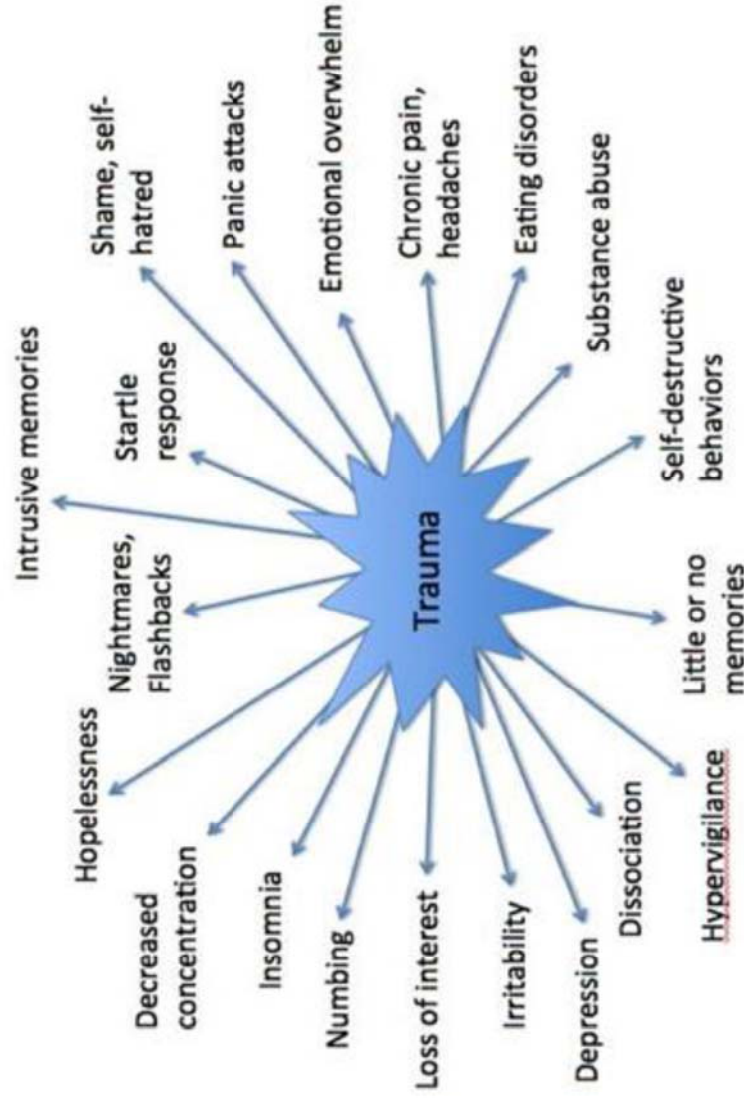 Intrusive memories
Shame, self-
hatred
Panic attacks
Emotional overwhelm
Chronic pain,
headaches
Eating disorders
Substance abuse
Self-destructive
behaviors
Little or no
memories
Hypervigilance
Dissociation
Depression
Irritability
Loss of interest
Numbing
Insomnia
Decreased
concentration
Hopelessness
Nightmares,
Flashbacks
Startle
response
Trauma